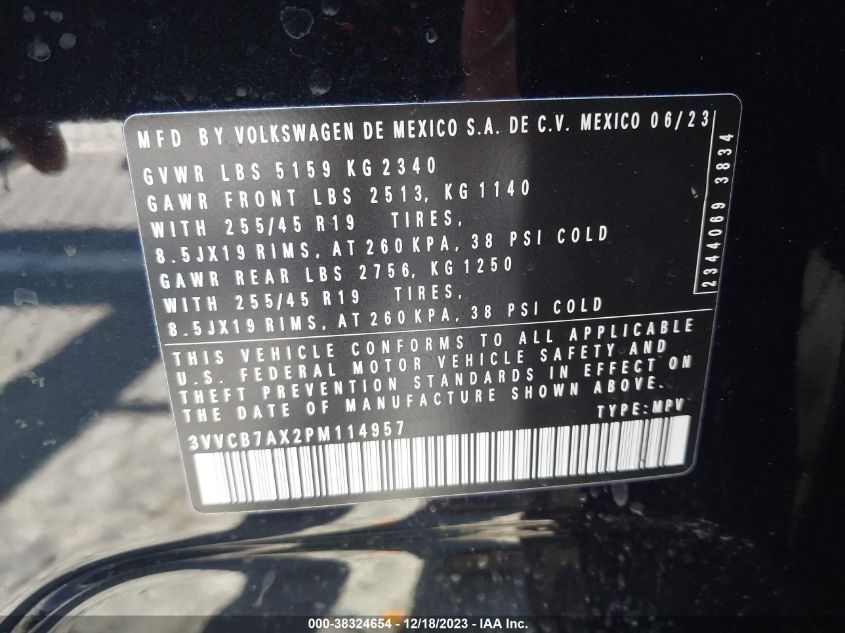 MFD BY VOLKSWAGEN DE MEXICO S.A. DE C.V. MEXICO 06/23
GVWR LBS 5159 KG 2340
GAWR FRONT LBS 2513, KG 1140
WITH 255/45 R19 TIRES,
8.5JX19 RIMS, AT 260 KPA, 38 PSI COLD
GAWR REAR LBS 2756, KG 1250
WITH 255/45 R19 TIRES,
8.5JX19 RIMS, AT 260 KPA, 38 PSI COLD
2344069 3834
THIS VEHICLE CONFORMS TO ALL APPLICABLE
U.S. FEDERAL MOTOR VEHICLE SAFETY AND
THEFT PREVENTION STANDARDS IN EFFECT ON
THE DATE OF MANUFACTURE SHOWN ABOVE.
TYPE: MPV
3VVCB7AX2PM114957
000-38324654 - 12/18/2023 - © IAA Inc.